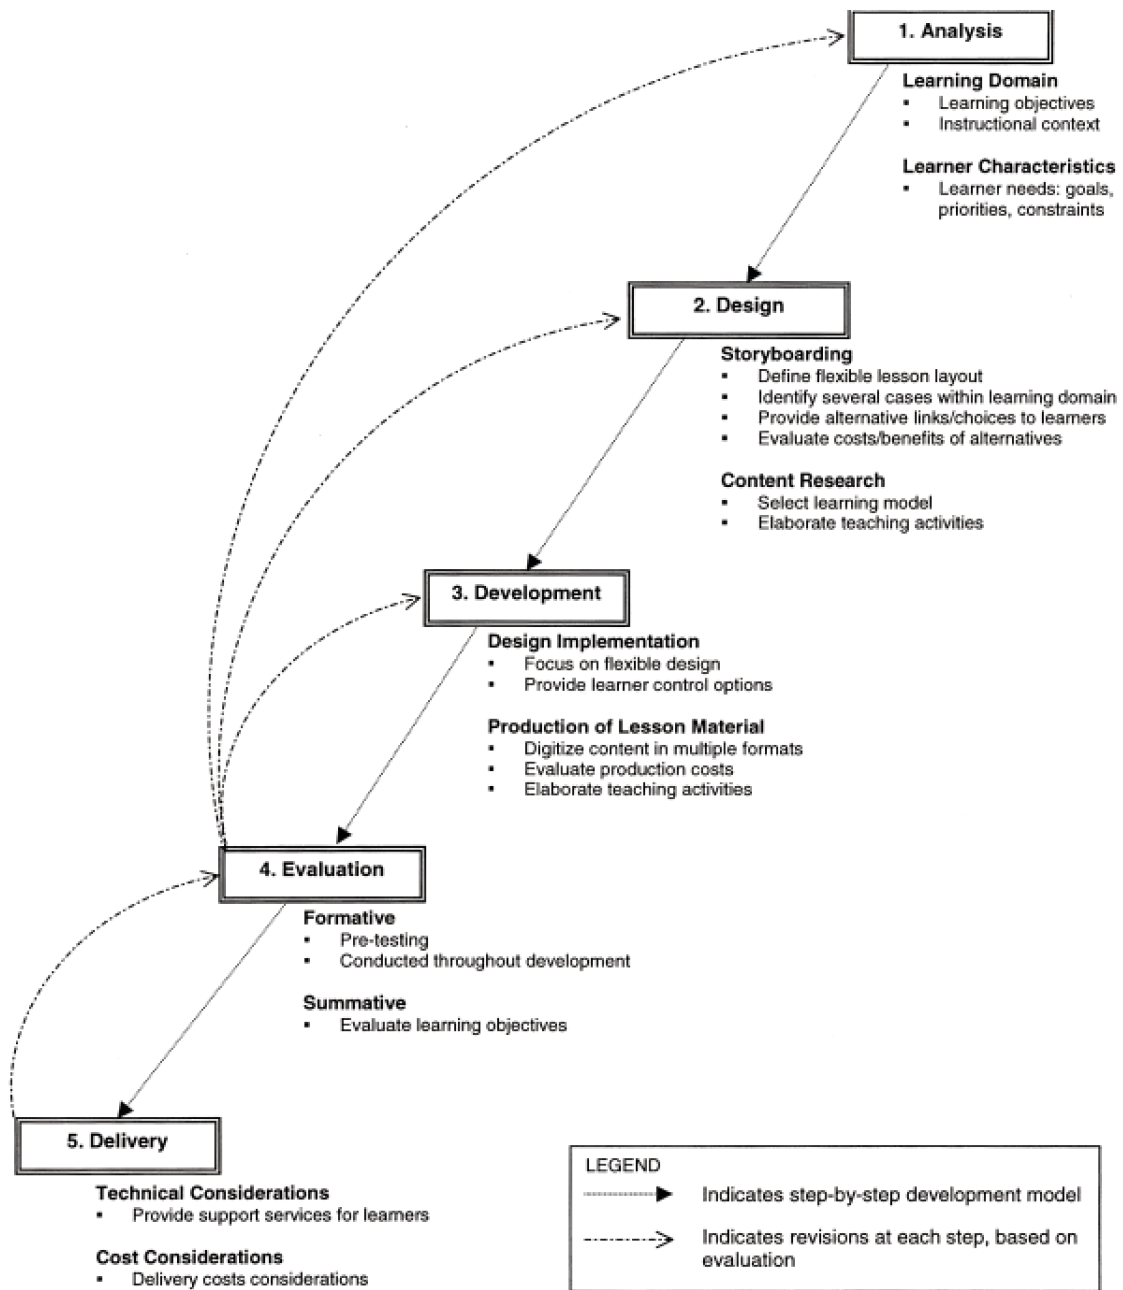 1. Analysis
Learning Domain
▪ Learning objectives
▪ Instructional context
Learner Characteristics
▪ Learner needs: goals,
priorities, constraints
2. Design
Storyboarding
▪ Define flexible lesson layout
▪ Identify several cases within learning domain
▪ Provide alternative links/choices to learners
▪ Evaluate costs/benefits of alternatives
Content Research
▪ Select learning model
▪ Elaborate teaching activities
3. Development
Design Implementation
▪ Focus on flexible design
▪ Provide learner control options
Production of Lesson Material
▪ Digitize content in multiple formats
▪ Evaluate production costs
▪ Elaborate teaching activities
4. Evaluation
Formative
▪ Pre-testing
▪ Conducted throughout development
Summative
▪ Evaluate learning objectives
5. Delivery
Technical Considerations
▪ Provide support services for learners
Cost Considerations
▪ Delivery costs considerations
LEGEND
Indicates step-by-step development model
Indicates revisions at each step, based on
evaluation